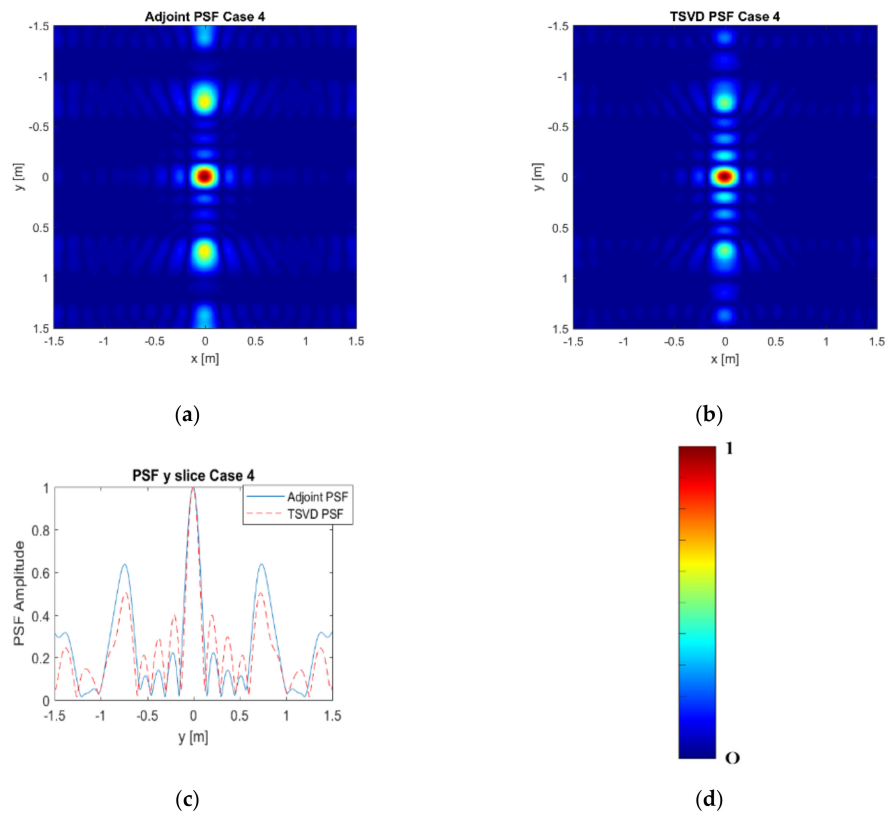 Adjoint PSF Case 4
-1.5
-1
-0.5
0
0.5
1
1.5
y [m]
-1.5 -1 -0.5 0 0.5 1 1.5
x [m]
(a)
TSVD PSF Case 4
-1.5
-1
-0.5
0
0.5
1
1.5
y [m]
-1.5 -1 -0.5 0 0.5 1 1.5
x [m]
(b)
PSF y slice Case 4
Adjoint PSF
TSVD PSF
1
0.8
0.6
0.4
0.2
0
PSF Amplitude
-1.5 -1 -0.5 0 0.5 1 1.5
y [m]
(c)
1
O
(d)